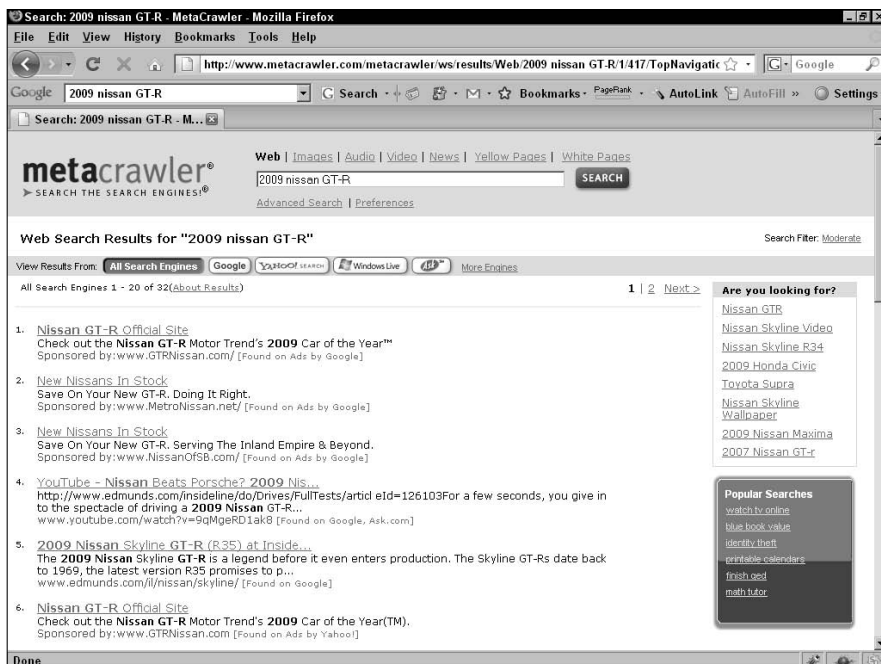 Search: 2009 nissan GT-R - MetaCrawler - Mozilla Firefox
File Edit View History Bookmarks Tools Help
http://www.metacrawler.com/metacrawler/ws/results/Web/2009 nissan GT-R/1/417/TopNavigatic
G Google
Google 2009 nissan GT-R G Search Bookmarks PageRank AutoLink AutoFill » Settings
Search: 2009 nissan GT-R - M...
metacrawler®
SEARCH THE SEARCH ENGINES!®
Web | Images | Audio | Video | News | Yellow Pages | White Pages
2009 nissan GT-R SEARCH
Advanced Search | Preferences
Web Search Results for "2009 nissan GT-R" Search Filter: Moderate
View Results From: All Search Engines Google YAHOO! SEARCH Windows Live More Engines
All Search Engines 1 - 20 of 32(About Results) 1 | 2 Next >
1. Nissan GT-R Official Site
Check out the Nissan GT-R Motor Trend's 2009 Car of the Year™
Sponsored by:www.GTRNissan.com/ [Found on Ads by Google]
2. New Nissans In Stock
Save On Your New GT-R. Doing It Right.
Sponsored by:www.MetroNissan.net/ [Found on Ads by Google]
3. New Nissans In Stock
Save On Your New GT-R. Serving The Inland Empire & Beyond.
Sponsored by:www.NissanOfSB.com/ [Found on Ads by Google]
4. YouTube - Nissan Beats Porsche? 2009 Nis...
http://www.edmunds.com/insideline/do/Drives/FullTests/articl eId=126103For a few seconds, you give in
to the spectacle of driving a 2009 Nissan GT-R...
www.youtube.com/watch?v=9qMgeRD1ak8 [Found on Google, Ask.com]
5. 2009 Nissan Skyline GT-R (R35) at Inside...
The 2009 Nissan Skyline GT-R is a legend before it even enters production. The Skyline GT-Rs date back
to 1969, the latest version R35 promises to p...
www.edmunds.com/il/nissan/skyline/ [Found on Google]
6. Nissan GT-R Official Site
Check out the Nissan GT-R Motor Trend's 2009 Car of the Year(TM).
Sponsored by:www.GTRNissan.com [Found on Ads by Yahoo!]
Are you looking for?
Nissan GTR
Nissan Skyline Video
Nissan Skyline R34
2009 Honda Civic
Toyota Supra
Nissan Skyline
Wallpaper
2009 Nissan Maxima
2007 Nissan GT-r
Popular Searches
watch tv online
blue book value
identity theft
printable calendars
finish ged
math tutor
Done